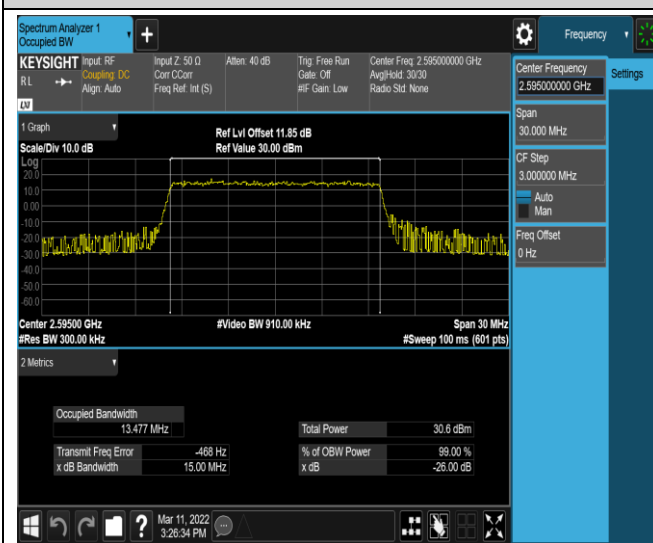 Spectrum Analyzer 1
Occupied BW
Frequency
KEYSIGHT
Input: RF
Input Z: 50 Ω
Atten: 40 dB
Trig: Free Run
Center Freq: 2.595000000 GHz
R L
Coupling: DC
Corr CCorr
Gate: Off
Avg|Hold: 30/30
Align: Auto
Freq Ref: Int (S)
#IF Gain: Low
Radio Std: None
Center Frequency
2.595000000 GHz
Settings
Span
30.000 MHz
CF Step
3.000000 MHz
Auto
Man
Freq Offset
0 Hz
1 Graph
Ref Lvl Offset 11.85 dB
Scale/Div 10.0 dB
Ref Value 30.00 dBm
Log
20.0
10.0
0.00
-10.0
-20.0
-30.0
-40.0
-50.0
-60.0
Center 2.59500 GHz
#Video BW 910.00 kHz
Span 30 MHz
#Res BW 300.00 kHz
#Sweep 100 ms (601 pts)
2 Metrics
Occupied Bandwidth
13.477 MHz
Total Power
30.6 dBm
Transmit Freq Error
-468 Hz
% of OBW Power
99.00 %
x dB Bandwidth
15.00 MHz
x dB
-26.00 dB
Mar 11, 2022
3:26:34 PM